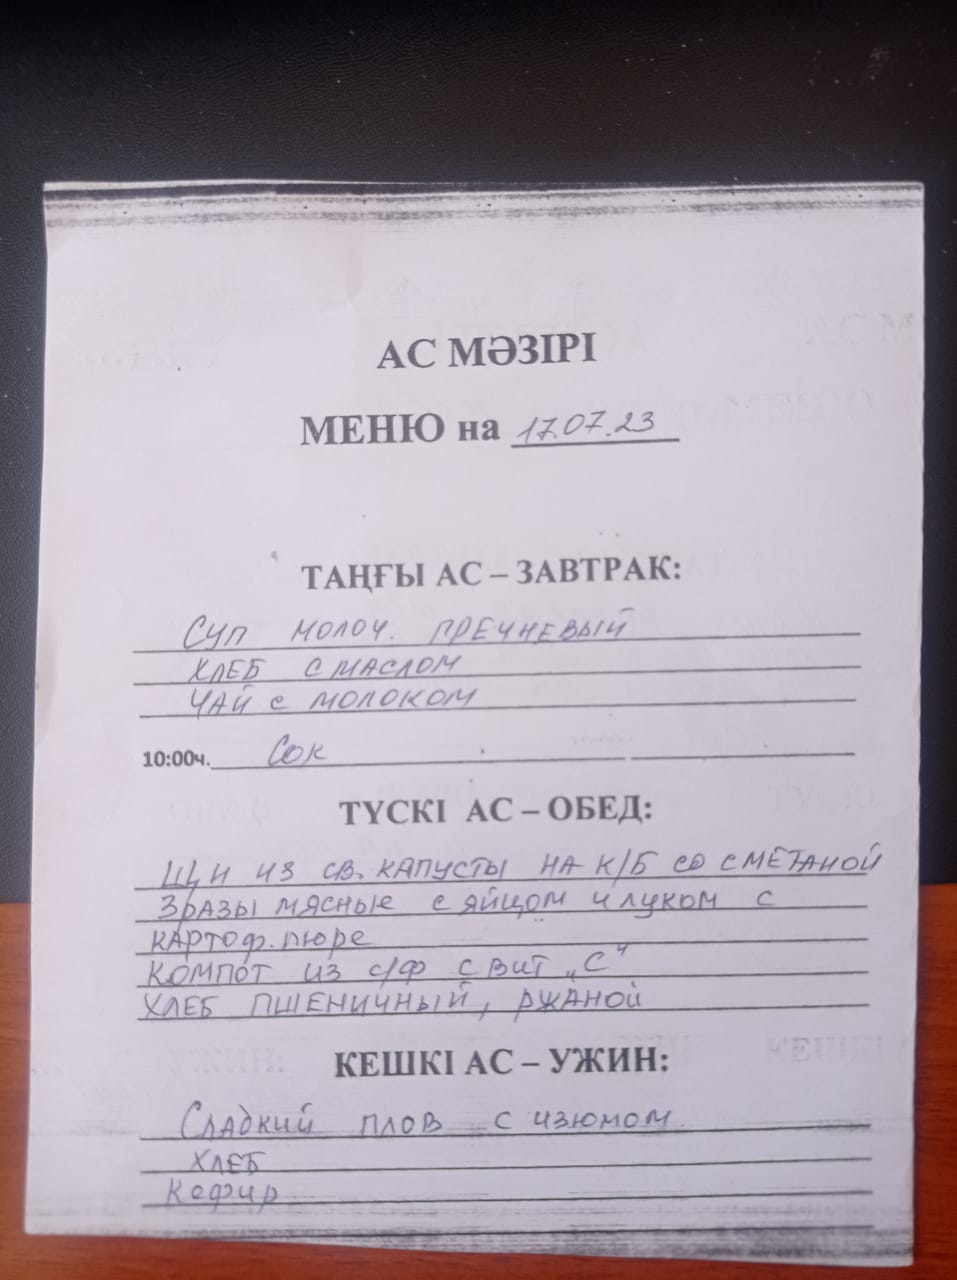 АС МӘЗІРІ
МЕНЮ на 17.07.23
ТАҢҒЫ АС – ЗАВТРАК:
Суп молоч. гречневый
хлеб с маслом
чай с молоком
10:00ч. Сок
ТҮСКІ АС – ОБЕД:
Щи из св. капусты на к/б со сметаной
Зразы мясные с яйцом и луком с
картоф. пюре
компот из с/ф с вит „С“
хлеб пшеничный, ржаной
КЕШКІ АС – УЖИН:
Сладкий плов с изюмом
хлеб
Кефир